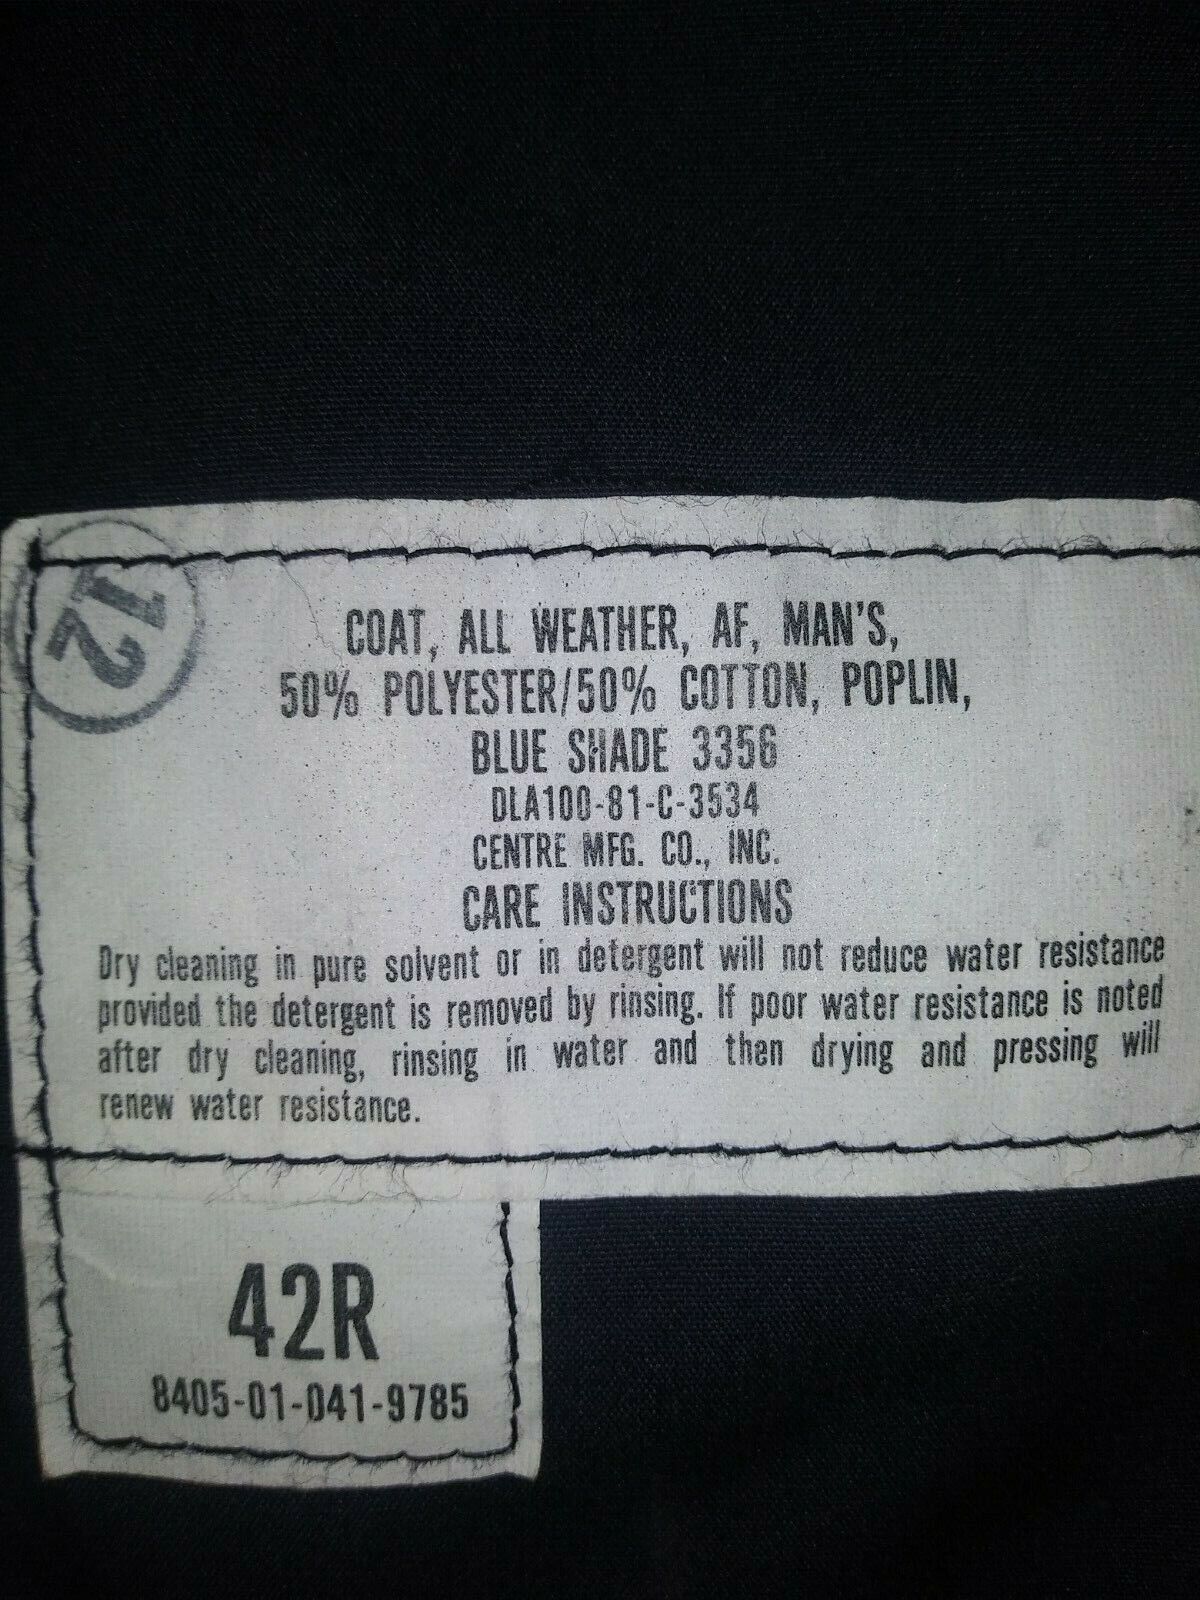 12
COAT, ALL WEATHER, AF, MAN'S,
50% POLYESTER/50% COTTON, POPLIN,
BLUE SHADE 3356
DLA100-81-C-3534
CENTRE MFG. CO., INC.
CARE INSTRUCTIONS
Dry cleaning in pure solvent or in detergent will not reduce water resistance
provided the detergent is removed by rinsing. If poor water resistance is noted
after dry cleaning, rinsing in water and then drying and pressing will
renew water resistance.
42R
8405-01-041-9785